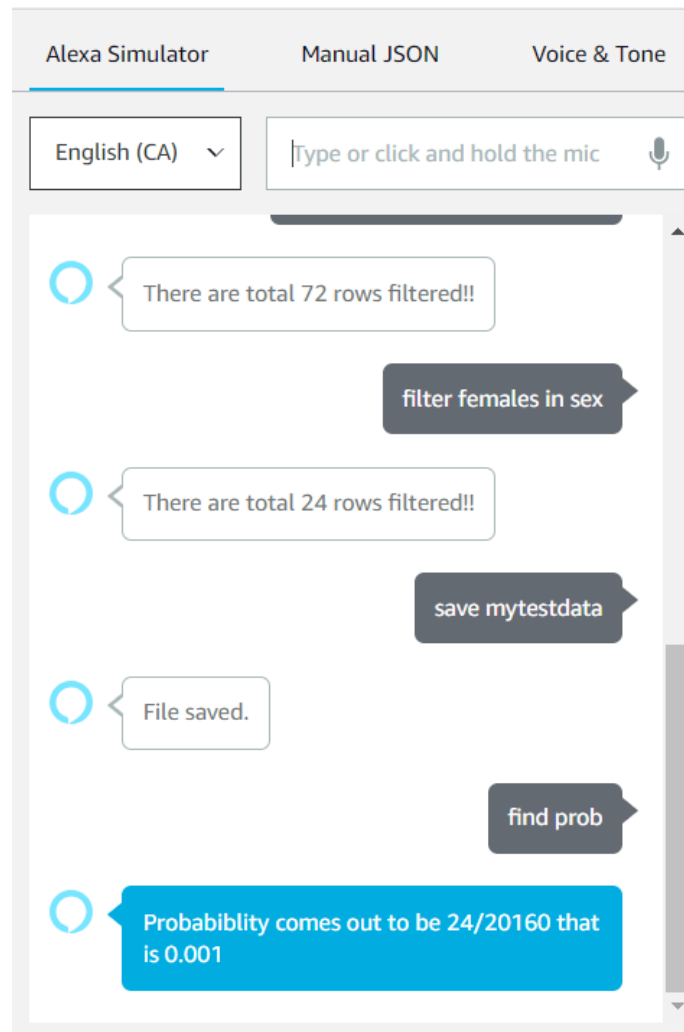 Alexa Simulator
Manual JSON
Voice & Tone
English (CA)
Type or click and hold the mic
There are total 72 rows filtered!!
filter females in sex
There are total 24 rows filtered!!
save mytestdata
File saved.
find prob
Probabiblity comes out to be 24/20160 that
is 0.001